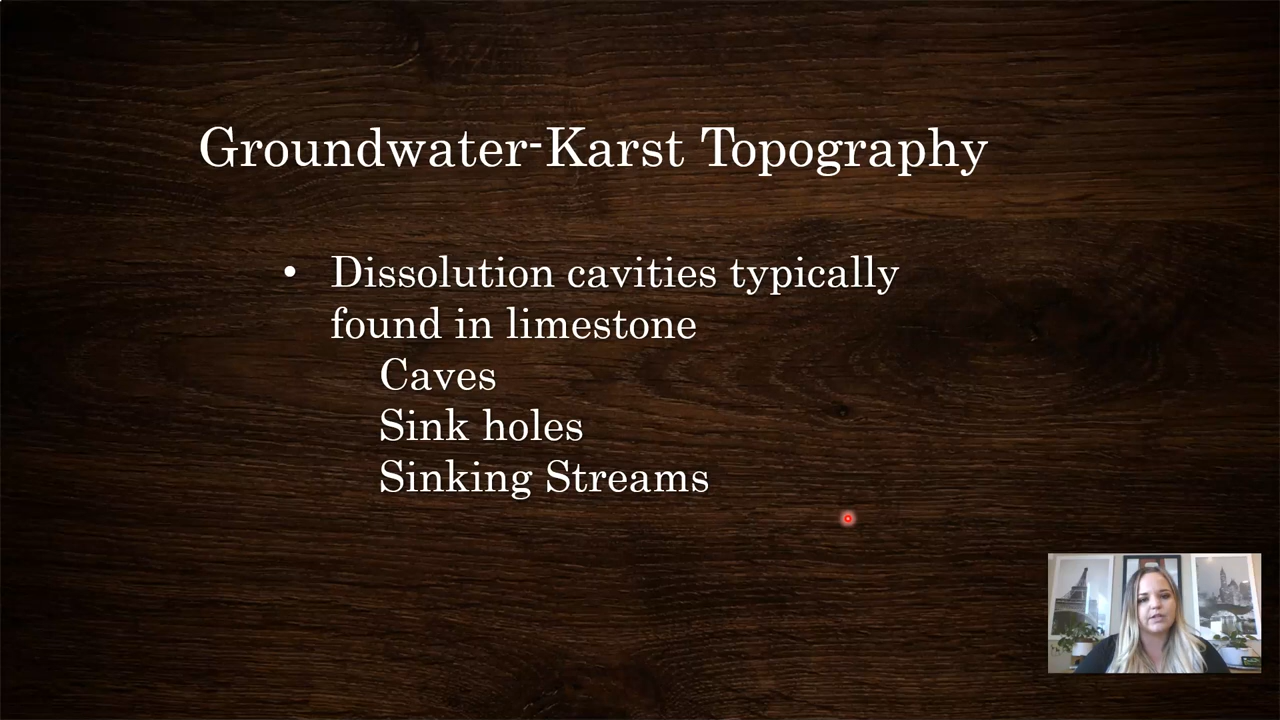 Groundwater-Karst Topography
• Dissolution cavities typically
found in limestone
Caves
Sink holes
Sinking Streams